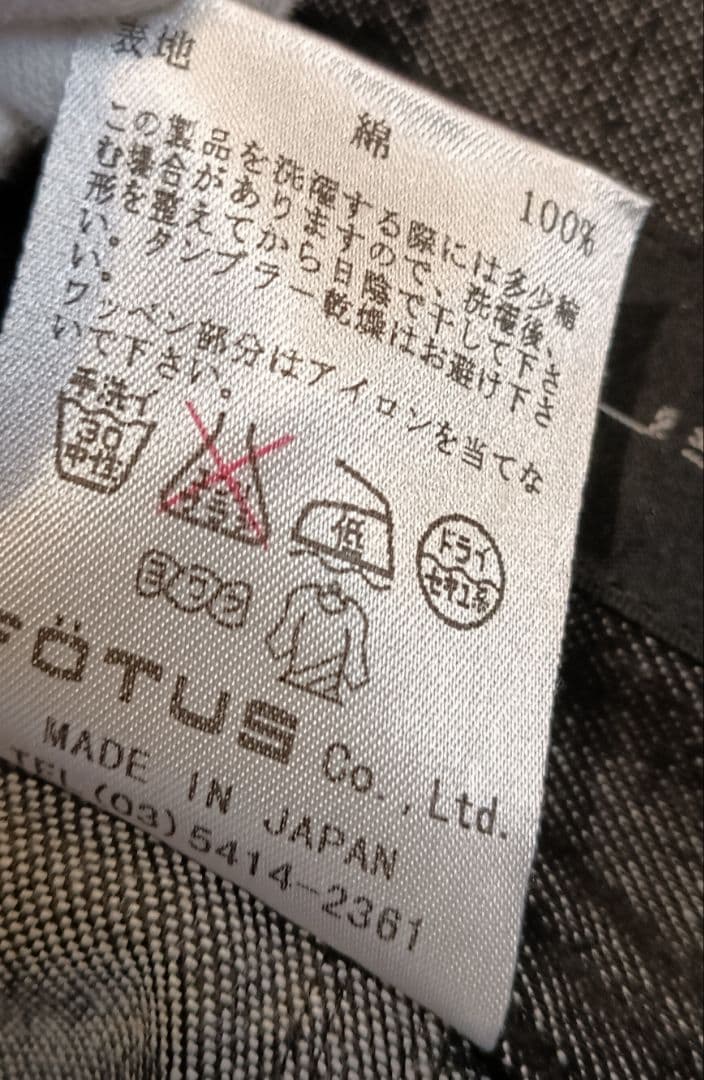 表地
綿
100%
この製品を洗濯する際には多少縮
む場合がありますので、洗濯後、
形を整えてから日陰で干して下さ
い。タンブラー乾燥はお避け下さ
い。
ワッペン部分はアイロンを当てな
いで下さい。
手洗イ
30
中性
低
ドライ
セキユ系
ヨワク
FÖTUS Co.,Ltd.
MADE IN JAPAN
TEL(03)5414-2361